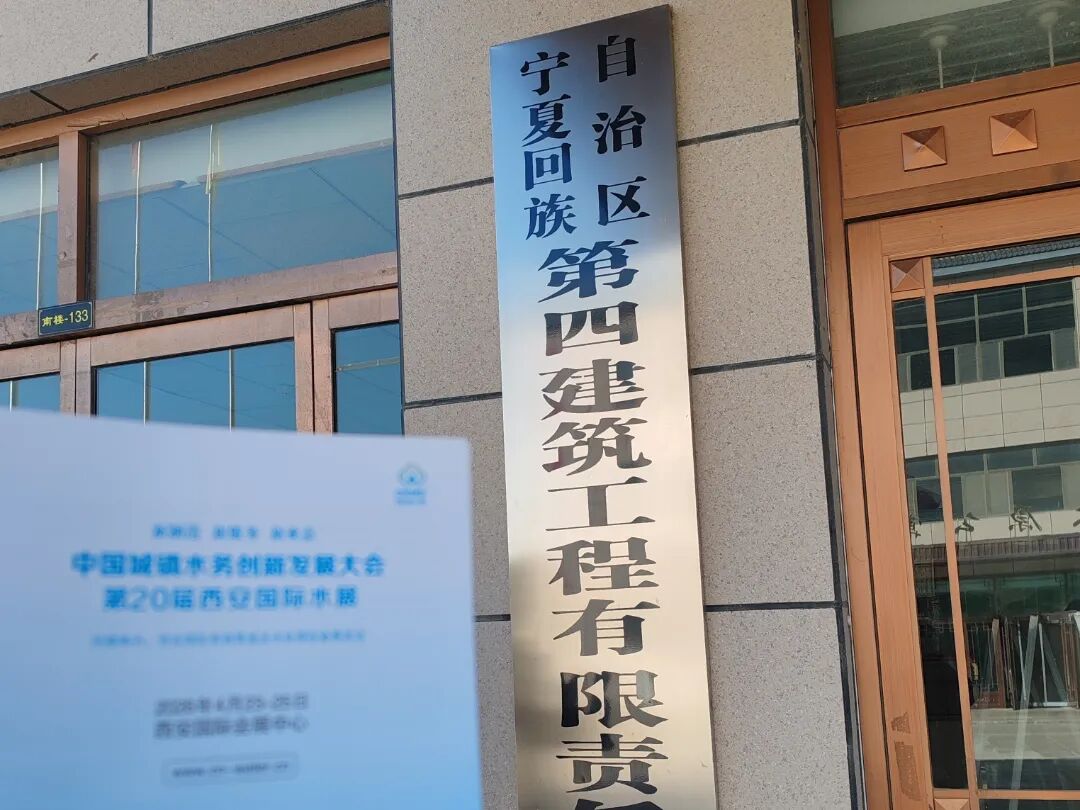 宁夏回族
自治区
第四建筑工程有限责
南楼-133
中国城镇水务创新发展大会
第20届西安国际水展
西安国际会展中心